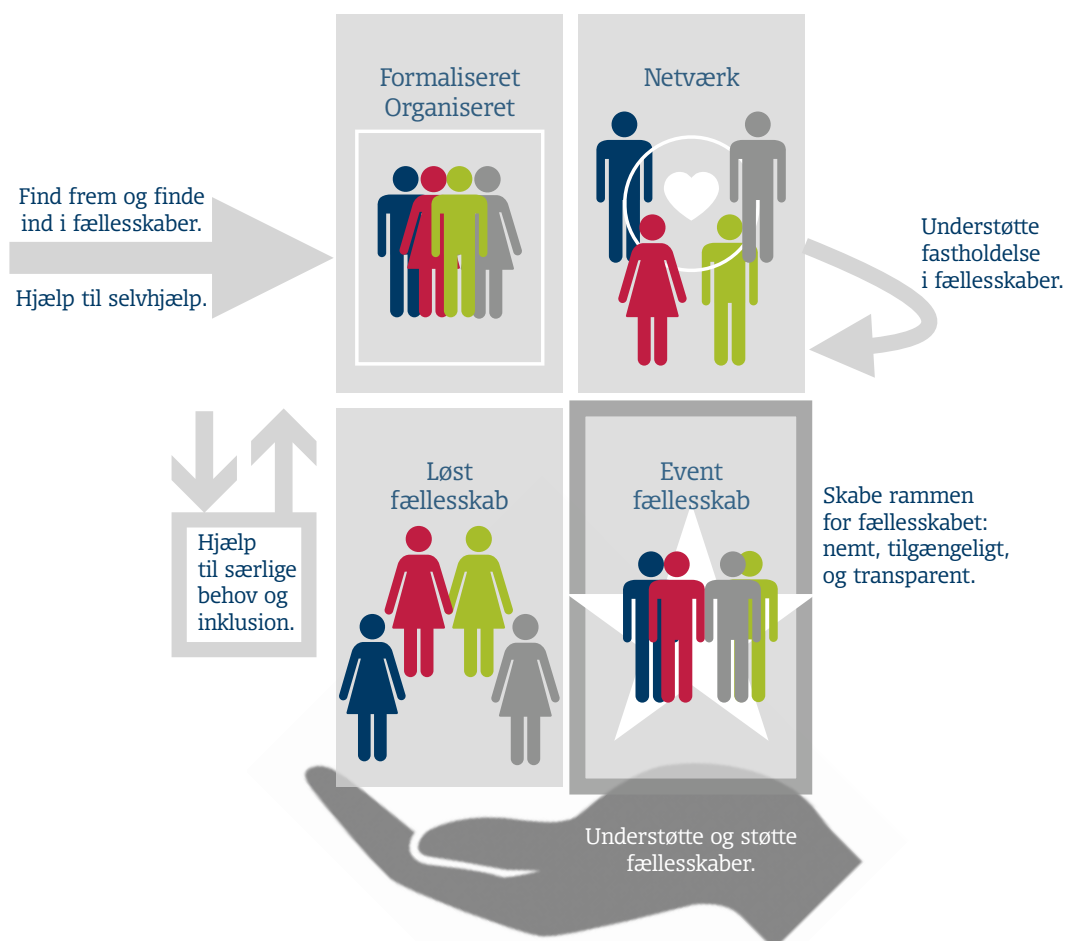 Formaliseret
Organiseret
Netværk
Find frem og finde
ind i fællesskaber.
Hjælp til selvhjælp.
Understøtte
fastholdelse
i fællesskaber.
Løst
fællesskab
Event
fællesskab
Skabe rammen
for fællesskabet:
nemt, tilgængeligt,
og transparent.
Hjælp
til særlige
behov og
inklusion.
Understøtte og støtte
fællesskaber.